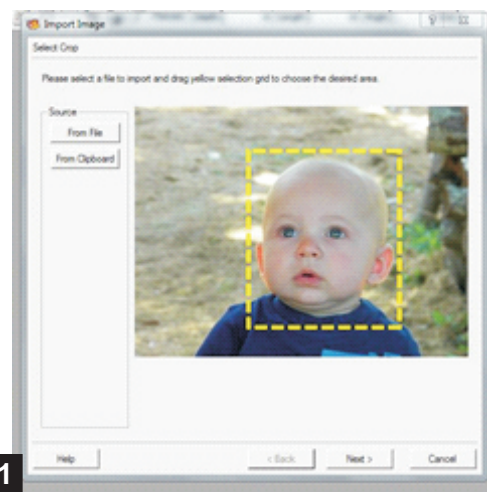 Import Image
Select Crop
Please select a file to import and drag yellow selection grid to choose the desired area.
Source
From File
From Clipboard
Help
< Back
Next >
Cancel
1